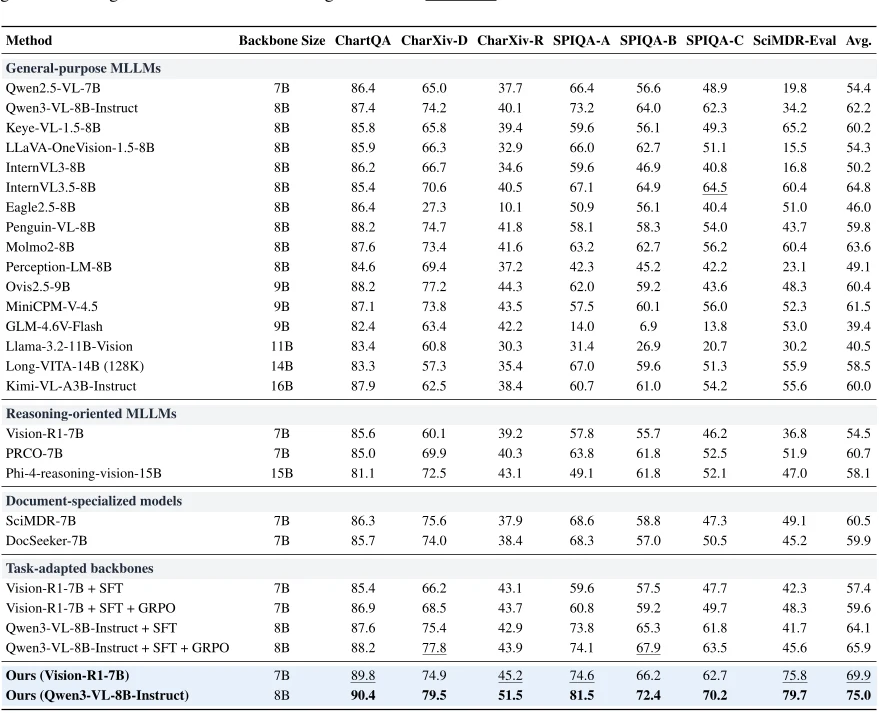 Method Backbone Size ChartQA CharXiv-D CharXiv-R SPIQA-A SPIQA-B SPIQA-C SciMDR-Eval Avg.
General-purpose MLLMs
Qwen2.5-VL-7B 7B 86.4 65.0 37.7 66.4 56.6 48.9 19.8 54.4
Qwen3-VL-8B-Instruct 8B 87.4 74.2 40.1 73.2 64.0 62.3 34.2 62.2
Keye-VL-1.5-8B 8B 85.8 65.8 39.4 59.6 56.1 49.3 65.2 60.2
LLaVA-OneVision-1.5-8B 8B 85.9 66.3 32.9 66.0 62.7 51.1 15.5 54.3
InternVL3-8B 8B 86.2 66.7 34.6 59.6 46.9 40.8 16.8 50.2
InternVL3.5-8B 8B 85.4 70.6 40.5 67.1 64.9 64.5 60.4 64.8
Eagle2.5-8B 8B 86.4 27.3 10.1 50.9 56.1 40.4 51.0 46.0
Penguin-VL-8B 8B 88.2 74.7 41.8 58.1 58.3 54.0 43.7 59.8
Molmo2-8B 8B 87.6 73.4 41.6 63.2 62.7 56.2 60.4 63.6
Perception-LM-8B 8B 84.6 69.4 37.2 42.3 45.2 42.2 23.1 49.1
Ovis2.5-9B 9B 88.2 77.2 44.3 62.0 59.2 43.6 48.3 60.4
MiniCPM-V-4.5 9B 87.1 73.8 43.5 57.5 60.1 56.0 52.3 61.5
GLM-4.6V-Flash 9B 82.4 63.4 42.2 14.0 6.9 13.8 53.0 39.4
Llama-3.2-11B-Vision 11B 83.4 60.8 30.3 31.4 26.9 20.7 30.2 40.5
Long-VITA-14B (128K) 14B 83.3 57.3 35.4 67.0 59.6 51.3 55.9 58.5
Kimi-VL-A3B-Instruct 16B 87.9 62.5 38.4 60.7 61.0 54.2 55.6 60.0
Reasoning-oriented MLLMs
Vision-R1-7B 7B 85.6 60.1 39.2 57.8 55.7 46.2 36.8 54.5
PRCO-7B 7B 85.0 69.9 40.3 63.8 61.8 52.5 51.9 60.7
Phi-4-reasoning-vision-15B 15B 81.1 72.5 43.1 49.1 61.8 52.1 47.0 58.1
Document-specialized models
SciMDR-7B 7B 86.3 75.6 37.9 68.6 58.8 47.3 49.1 60.5
DocSeeker-7B 7B 85.7 74.0 38.4 68.3 57.0 50.5 45.2 59.9
Task-adapted backbones
Vision-R1-7B + SFT 7B 85.4 66.2 43.1 59.6 57.5 47.7 42.3 57.4
Vision-R1-7B + SFT + GRPO 7B 86.9 68.5 43.7 60.8 59.2 49.7 48.3 59.6
Qwen3-VL-8B-Instruct + SFT 8B 87.6 75.4 42.9 73.8 65.3 61.8 41.7 64.1
Qwen3-VL-8B-Instruct + SFT + GRPO 8B 88.2 77.8 43.9 74.1 67.9 63.5 45.6 65.9
Ours (Vision-R1-7B) 7B 89.8 74.9 45.2 74.6 66.2 62.7 75.8 69.9
Ours (Qwen3-VL-8B-Instruct) 8B 90.4 79.5 51.5 81.5 72.4 70.2 79.7 75.0